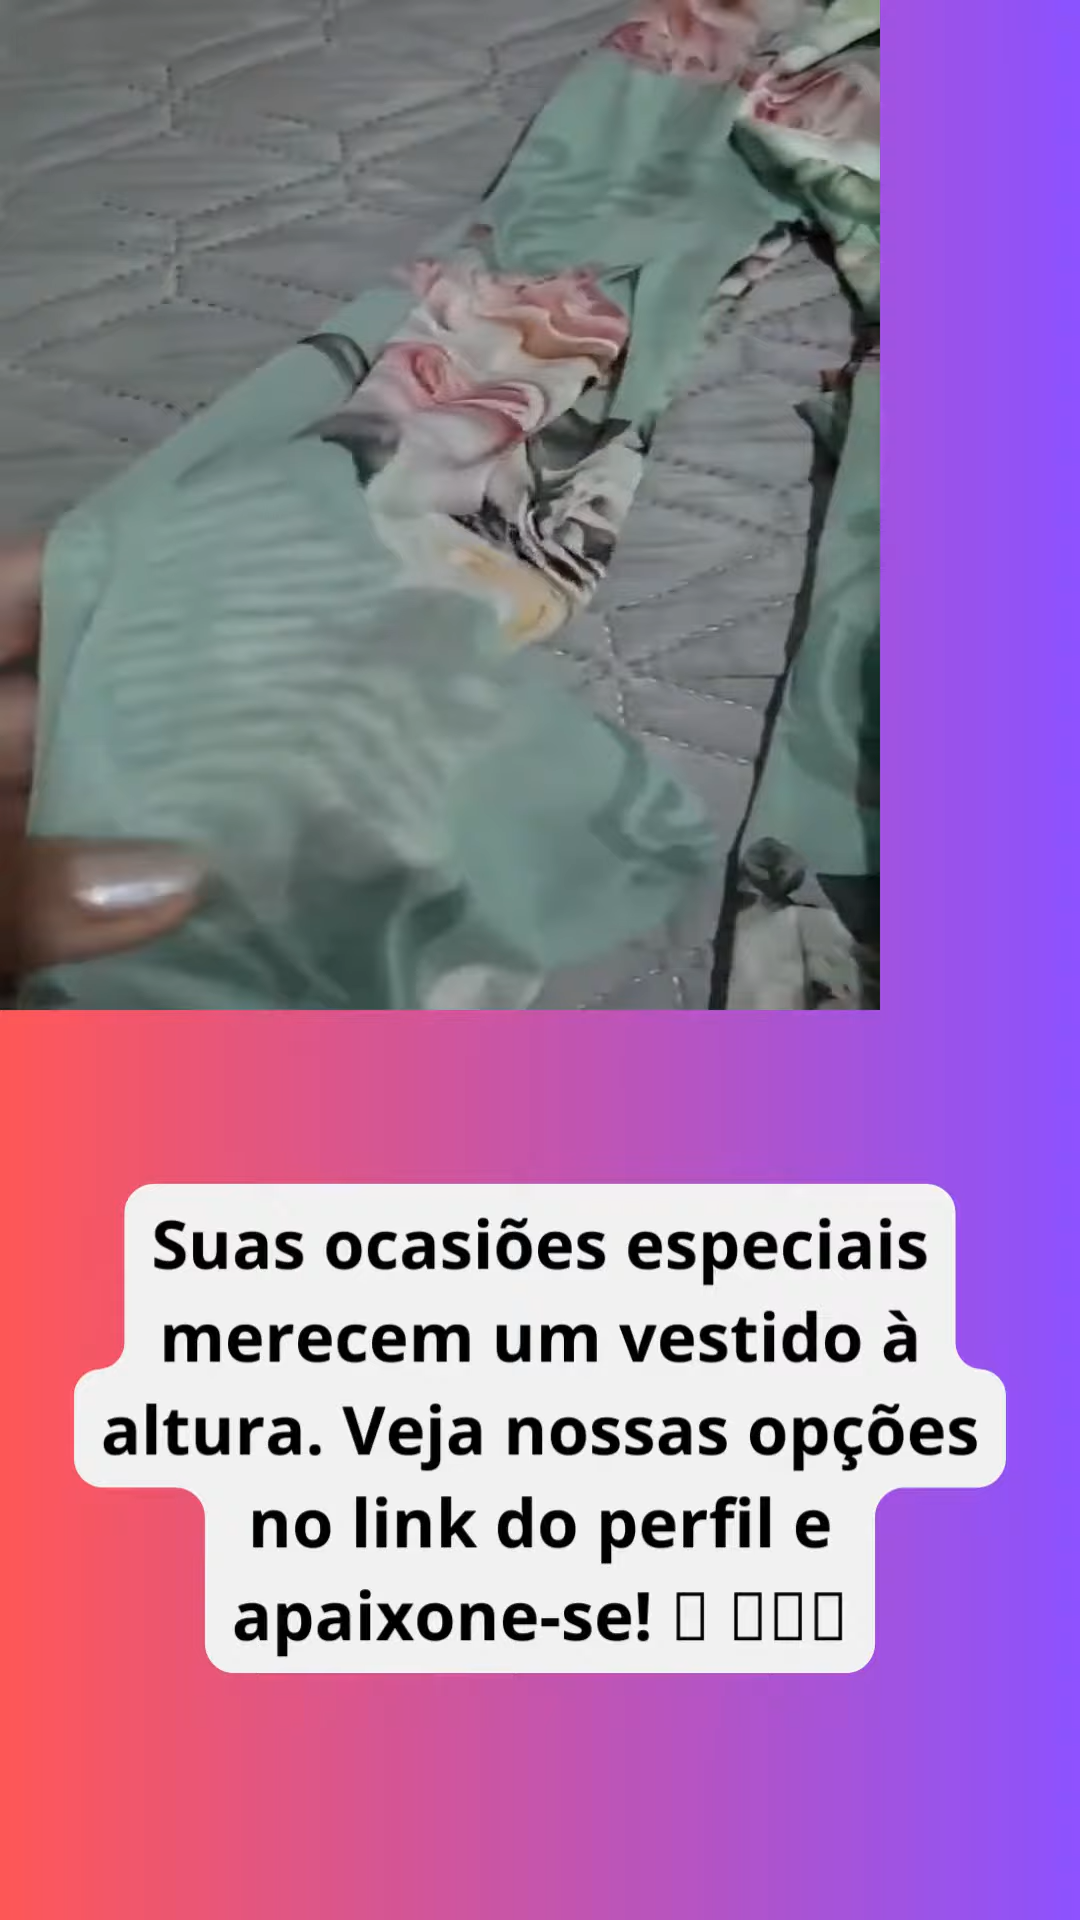 Suas ocasiões especiais
merecem um vestido à
altura. Veja nossas opções
no link do perfil e
apaixone-se!